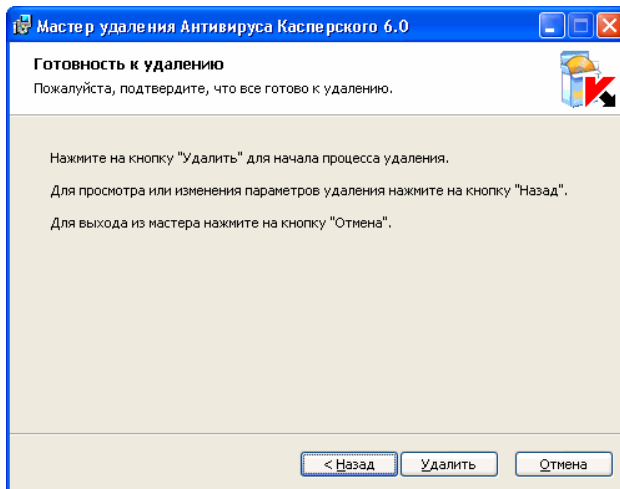 Мастер удаления Антивируса Касперского 6.0
Готовность к удалению
Пожалуйста, подтвердите, что все готово к удалению.
Нажмите на кнопку "Удалить" для начала процесса удаления.
Для просмотра или изменения параметров удаления нажмите на кнопку "Назад".
Для выхода из мастера нажмите на кнопку "Отмена".
< Назад Удалить Отмена